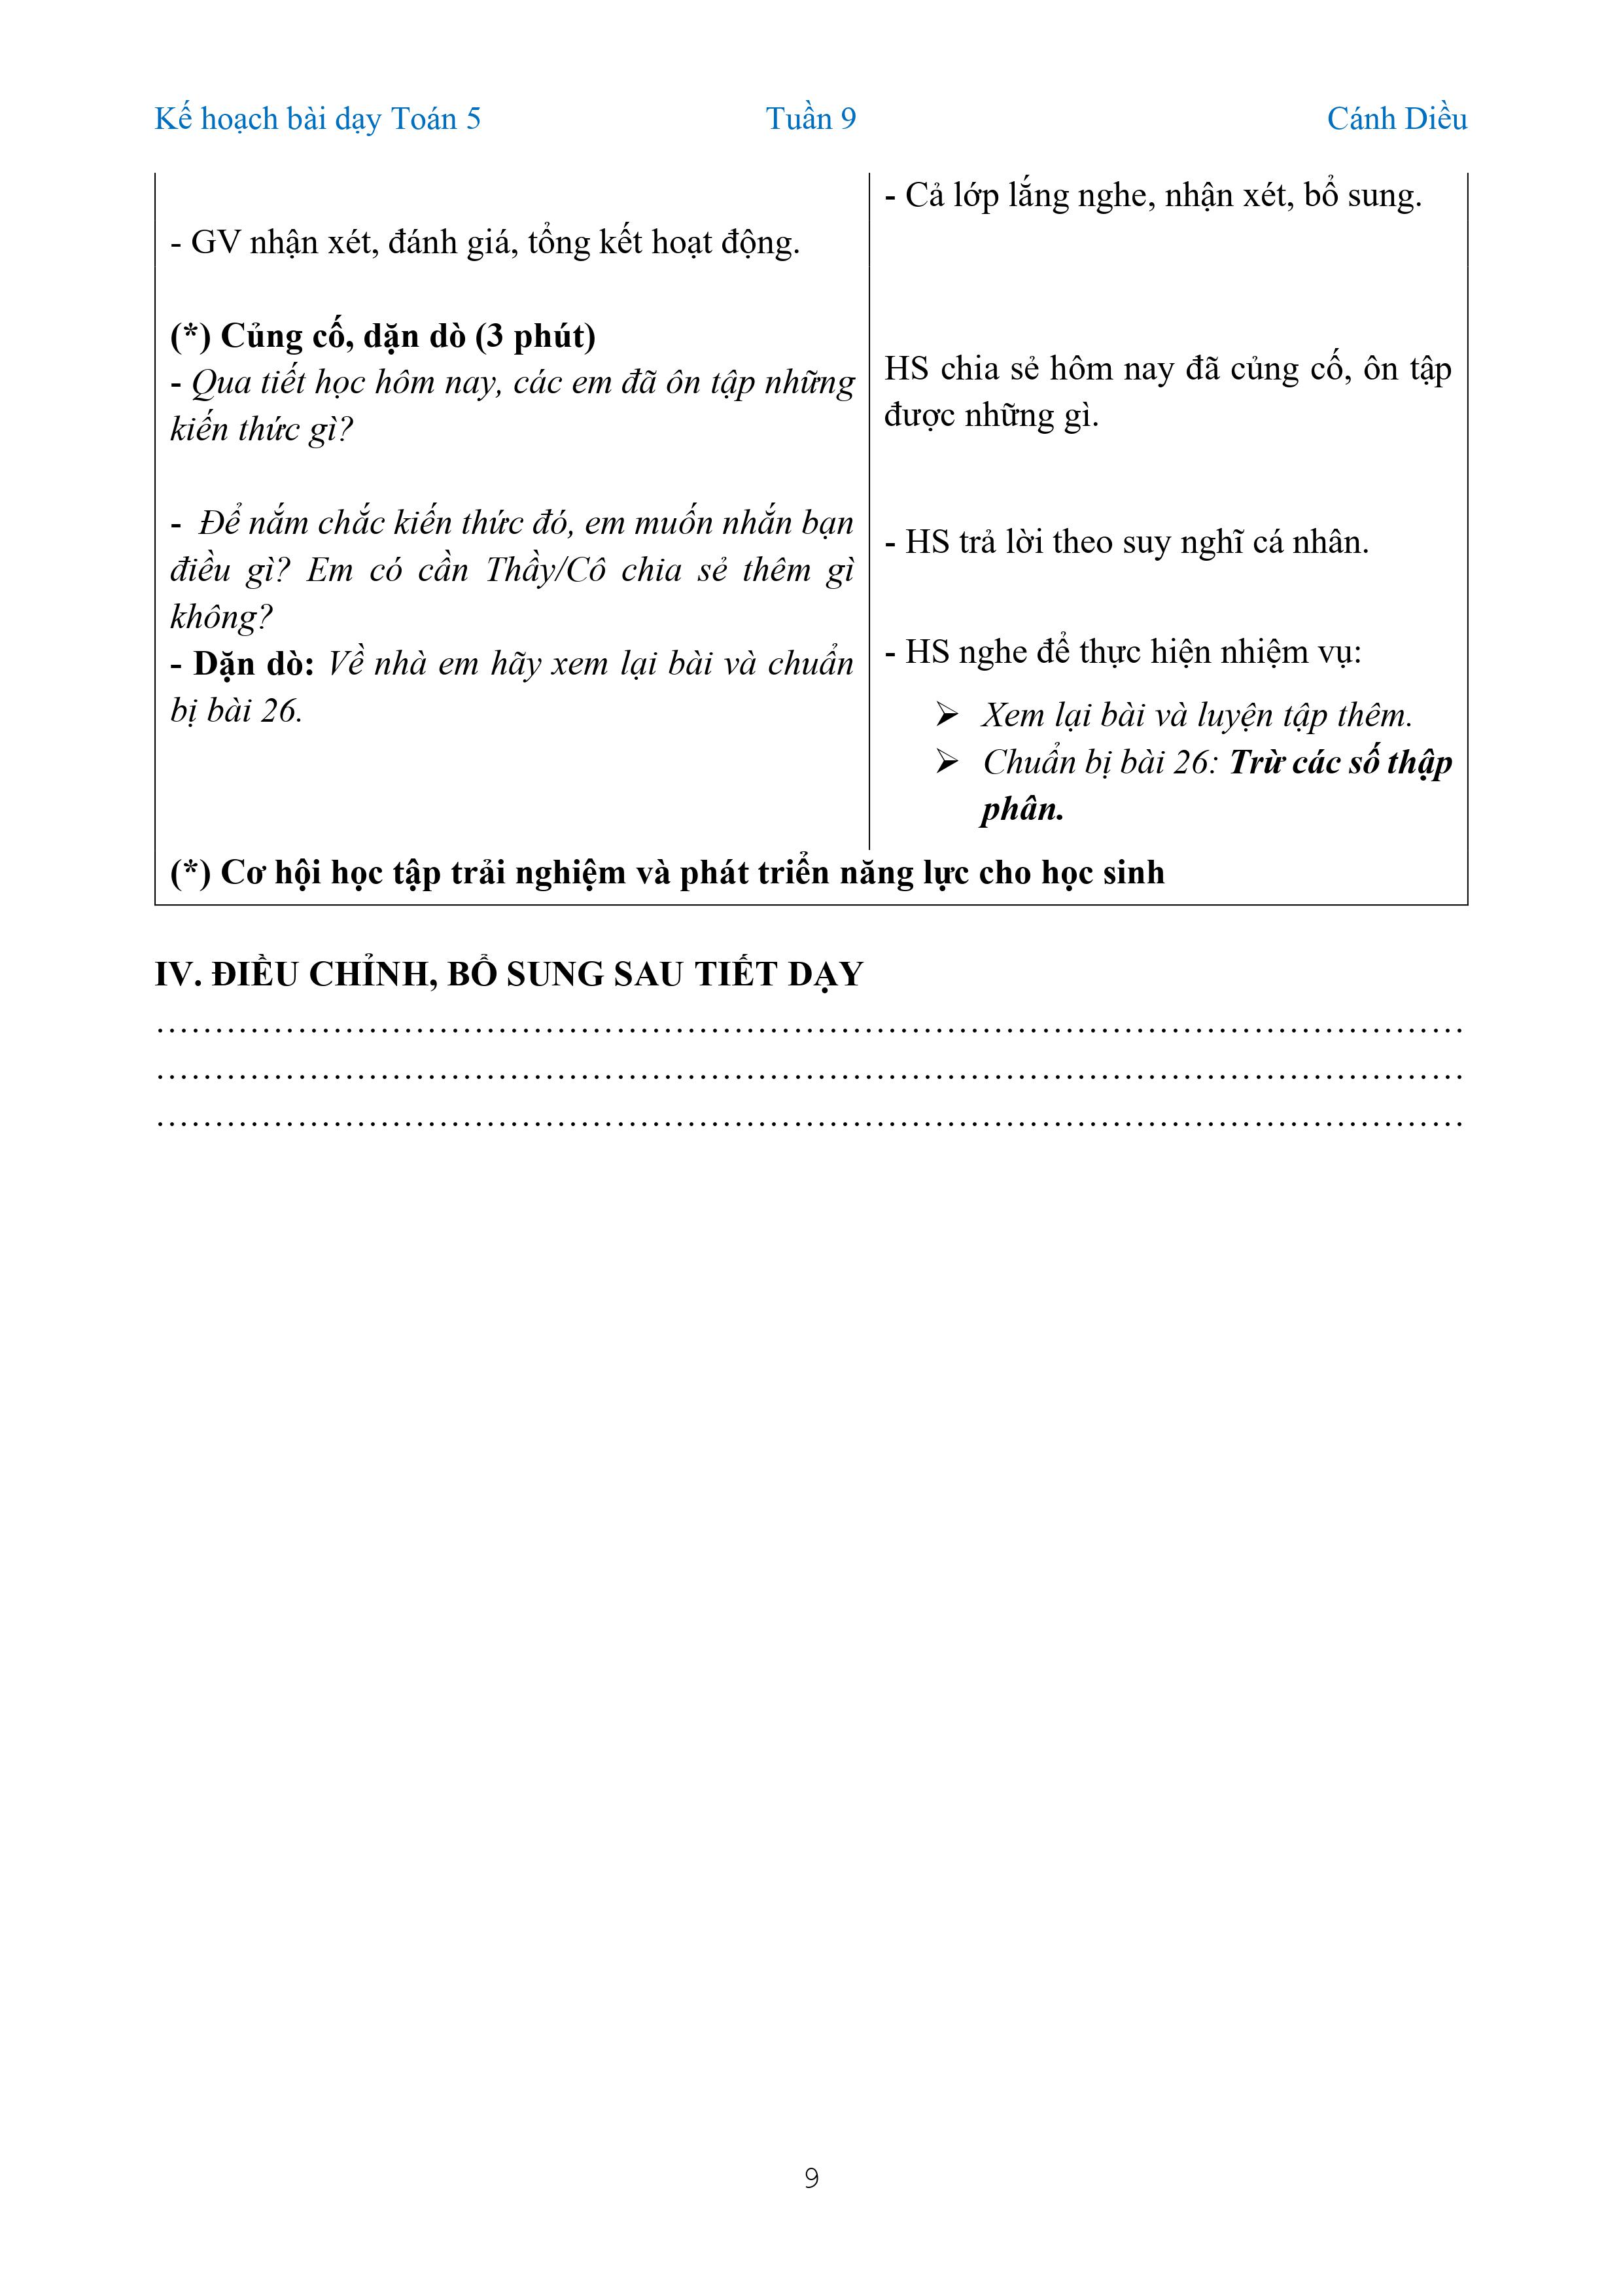 Kế hoạch bài dạy Toán 5 Tuần 9 Cánh Diều
- GV nhận xét, đánh giá, tổng kết hoạt động.
(*) Củng cố, dặn dò (3 phút)
- Qua tiết học hôm nay, các em đã ôn tập những
kiến thức gì?
- Để nắm chắc kiến thức đó, em muốn nhắn bạn
điều gì? Em có cần Thầy/Cô chia sẻ thêm gì
không?
- Dặn dò: Về nhà em hãy xem lại bài và chuẩn
bị bài 26.
- Cả lớp lắng nghe, nhận xét, bổ sung.
HS chia sẻ hôm nay đã củng cố, ôn tập
được những gì.
- HS trả lời theo suy nghĩ cá nhân.
- HS nghe để thực hiện nhiệm vụ:
➢ Xem lại bài và luyện tập thêm.
➢ Chuẩn bị bài 26: Trừ các số thập
phân.
(*) Cơ hội học tập trải nghiệm và phát triển năng lực cho học sinh
IV. ĐIỀU CHỈNH, BỔ SUNG SAU TIẾT DẠY
………………………………………………………………………………………………
………………………………………………………………………………………………
………………………………………………………………………………………………
9